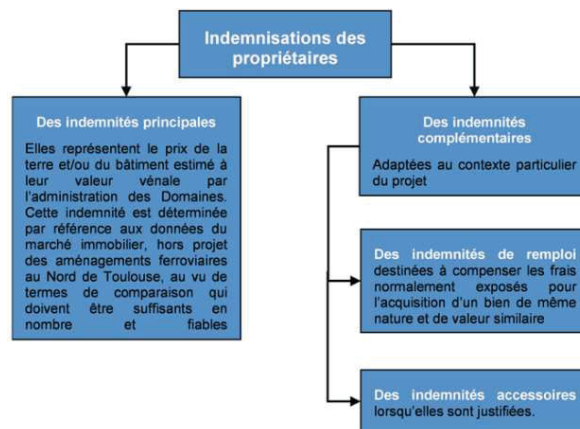 Indemnisations des
propriétaires
Des indemnités principales
Elles représentent le prix de la
terre et/ou du bâtiment estimé à
leur valeur vénale par
l'administration des Domaines.
Cette indemnité est déterminée
par référence aux données du
marché immobilier, hors projet
des aménagements ferroviaires
au Nord de Toulouse, au vu de
termes de comparaison qui
doivent être suffisants en
nombre et fiables
Des indemnités
complémentaires
Adaptées au contexte particulier
du projet
Des indemnités de remploi
destinées à compenser les frais
normalement exposés pour
l'acquisition d'un bien de même
nature et de valeur similaire
Des indemnités accessoires
lorsqu'elles sont justifiées.